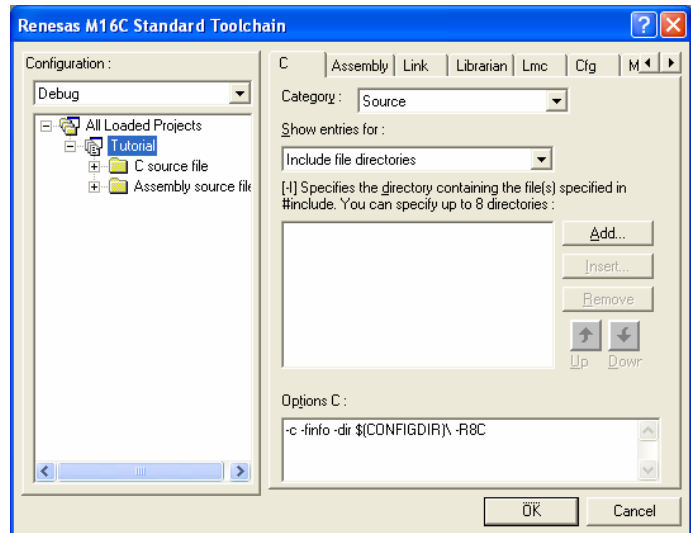 Renesas M16C Standard Toolchain
Configuration :
Debug
All Loaded Projects
Tutorial
C source file
Assembly source file
C
Assembly
Link
Librarian
Lmc
Cfg
M
Category :
Source
Show entries for :
Include file directories
[-I] Specifies the directory containing the file(s) specified in
#include. You can specify up to 8 directories :
Add...
Insert...
Remove
Up
Down
Options C :
-c -finfo -dir $(CONFIGDIR)\ -R8C
OK
Cancel